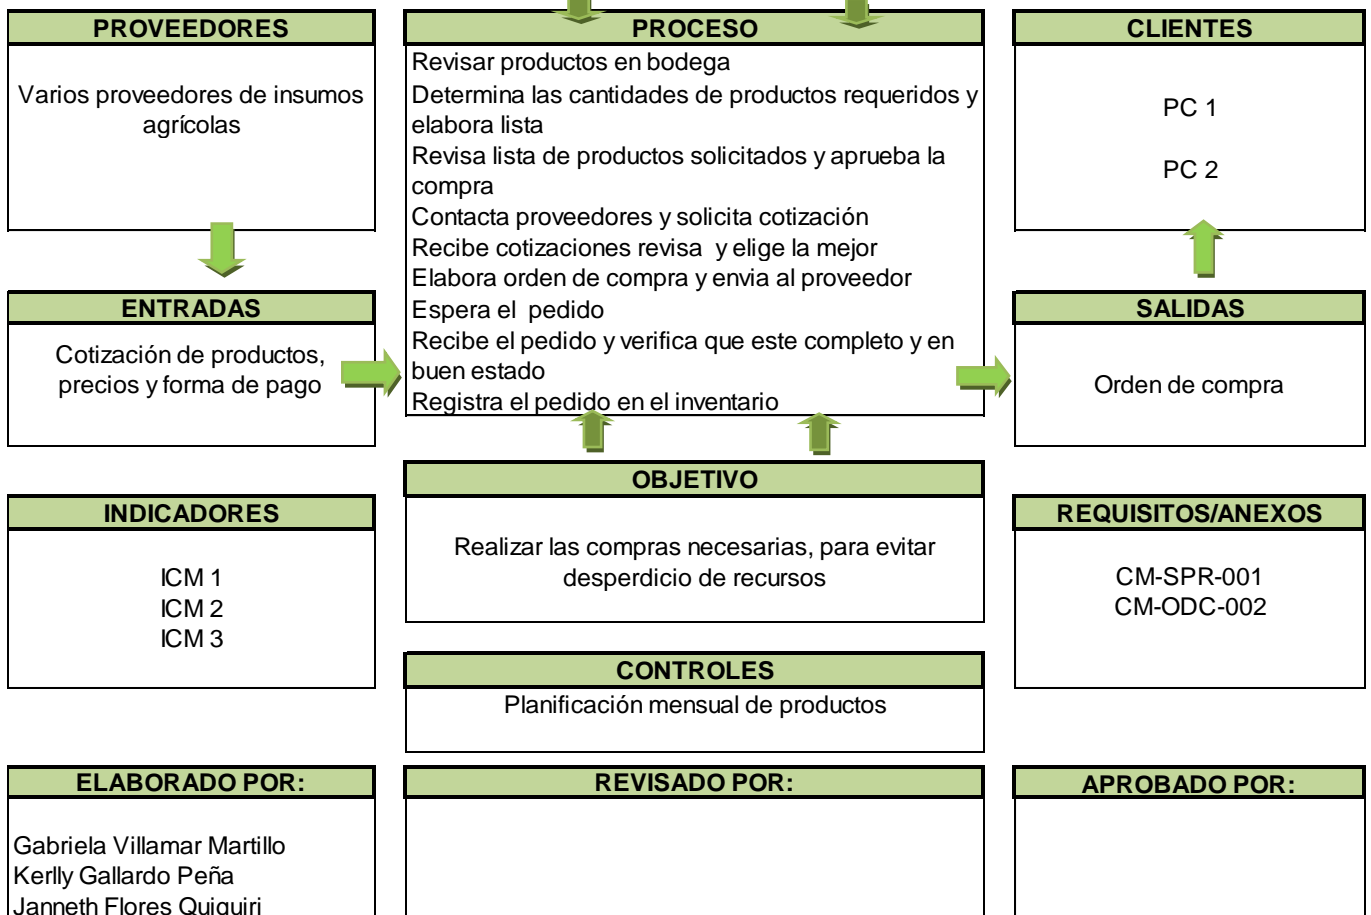 PROVEEDORES
Varios proveedores de insumos
agrícolas
PROCESO
Revisar productos en bodega
Determina las cantidades de productos requeridos y
elabora lista
Revisa lista de productos solicitados y aprueba la
compra
Contacta proveedores y solicita cotización
Recibe cotizaciones revisa y elige la mejor
Elabora orden de compra y envia al proveedor
Espera el pedido
Recibe el pedido y verifica que este completo y en
buen estado
Registra el pedido en el inventario
CLIENTES
PC 1
PC 2
ENTRADAS
Cotización de productos,
precios y forma de pago
SALIDAS
Orden de compra
OBJETIVO
Realizar las compras necesarias, para evitar
desperdicio de recursos
INDICADORES
ICM 1
ICM 2
ICM 3
REQUISITOS/ANEXOS
CM-SPR-001
CM-ODC-002
CONTROLES
Planificación mensual de productos
ELABORADO POR:
Gabriela Villamar Martillo
Kerlly Gallardo Peña
Janneth Flores Quiquiri
REVISADO POR:
APROBADO POR: